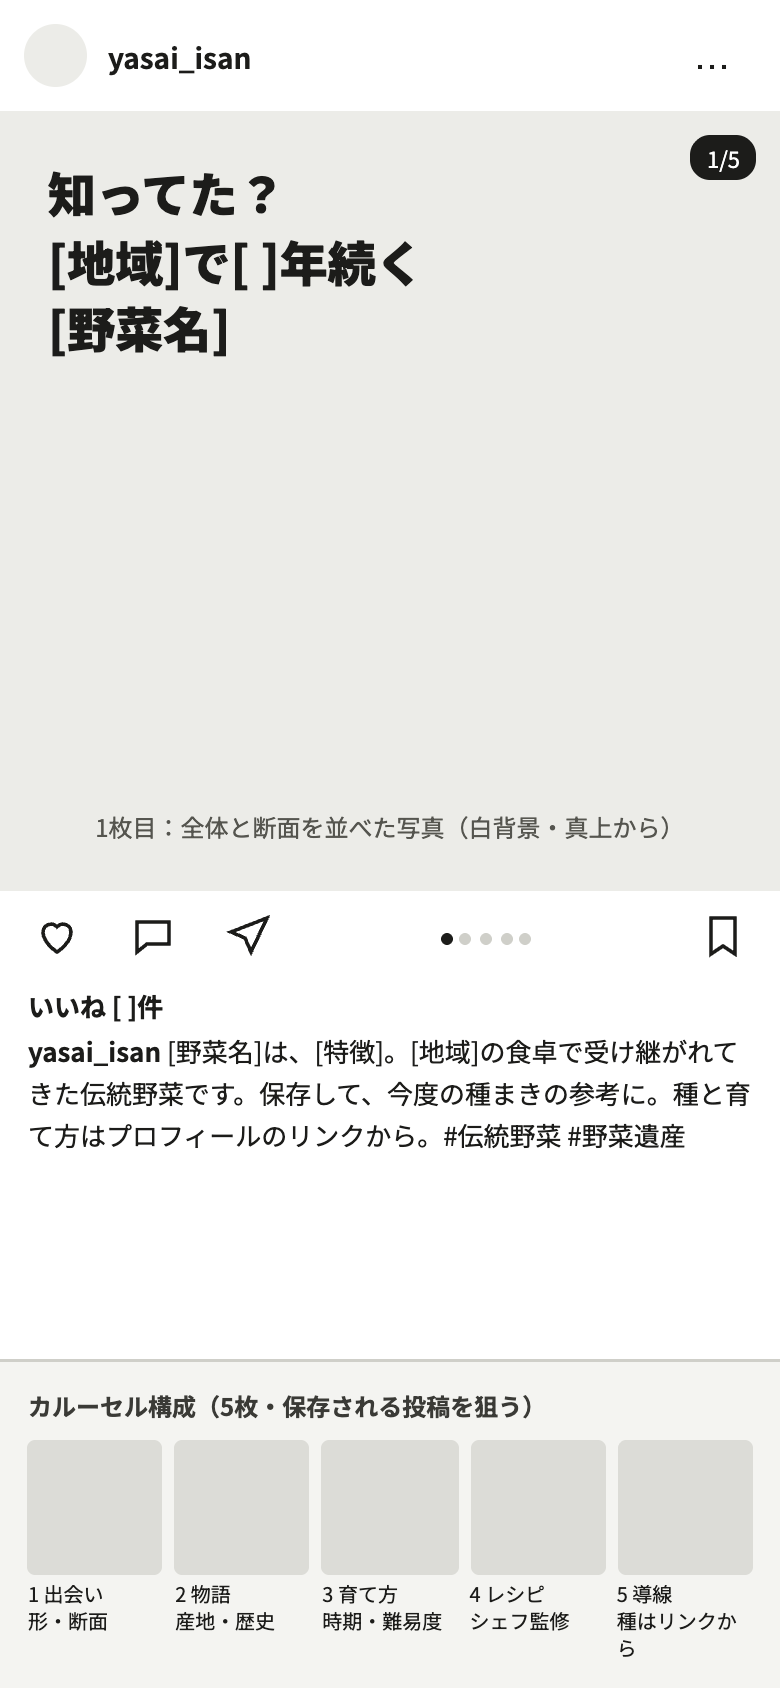 yasai_isan
...
1/5
知ってた？
[地域]で[ ]年続く
[野菜名]
1枚目：全体と断面を並べた写真（白背景・真上から）
いいね [ ]件
yasai_isan [野菜名]は、[特徴]。[地域]の食卓で受け継がれて
きた伝統野菜です。保存して、今度の種まきの参考に。種と育
て方はプロフィールのリンクから。#伝統野菜 #野菜遺産
カルーセル構成（5枚・保存される投稿を狙う）
1 出会い
形・断面
2 物語
産地・歴史
3 育て方
時期・難易度
4 レシピ
シェフ監修
5 導線
種はリンクか
ら